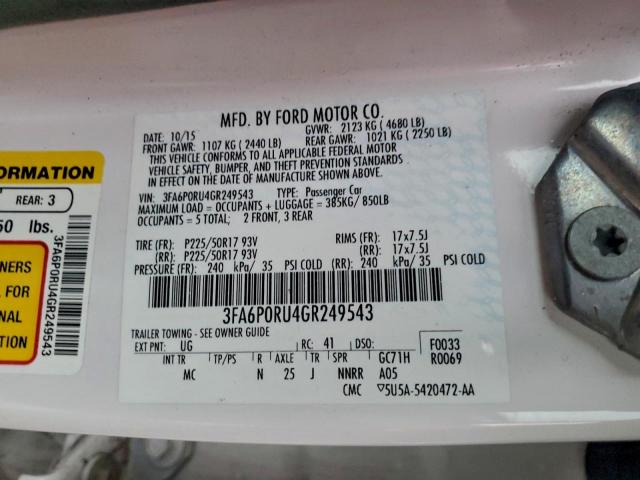 MFD. BY FORD MOTOR CO.
DATE: 10/15 GVWR: 2123 KG ( 4680 LB)
FRONT GAWR: 1107 KG ( 2440 LB) REAR GAWR: 1021 KG ( 2250 LB)
THIS VEHICLE CONFORMS TO ALL APPLICABLE FEDERAL MOTOR
VEHICLE SAFETY, BUMPER, AND THEFT PREVENTION STANDARDS
IN EFFECT ON THE DATE OF MANUFACTURE SHOWN ABOVE.
VIN: 3FA6P0RU4GR249543 TYPE: Passenger Car
MAXIMUM LOAD = OCCUPANTS + LUGGAGE = 385KG/ 850LB
OCCUPANTS = 5 TOTAL; 2 FRONT, 3 REAR
TIRE (FR): P225/50R17 93V RIMS (FR): 17x7.5J
(RR): P225/50R17 93V (RR): 17x7.5J
PRESSURE (FR): 240 kPa/ 35 PSI COLD (RR): 240 kPa/ 35 PSI COLD
3FA6P0RU4GR249543
TRAILER TOWING - SEE OWNER GUIDE
EXT PNT: UG RC: 41 DSO: F0033
INT TR TP/PS R AXLE TR SPR GC71H R0069
MC N 25 J NNRR A05
CMC ▽5U5A-5420472-AA
FORMATION
REAR: 3
50 lbs.
NERS
L FOR
ONAL
N.
3FA6P0RU4GR249543